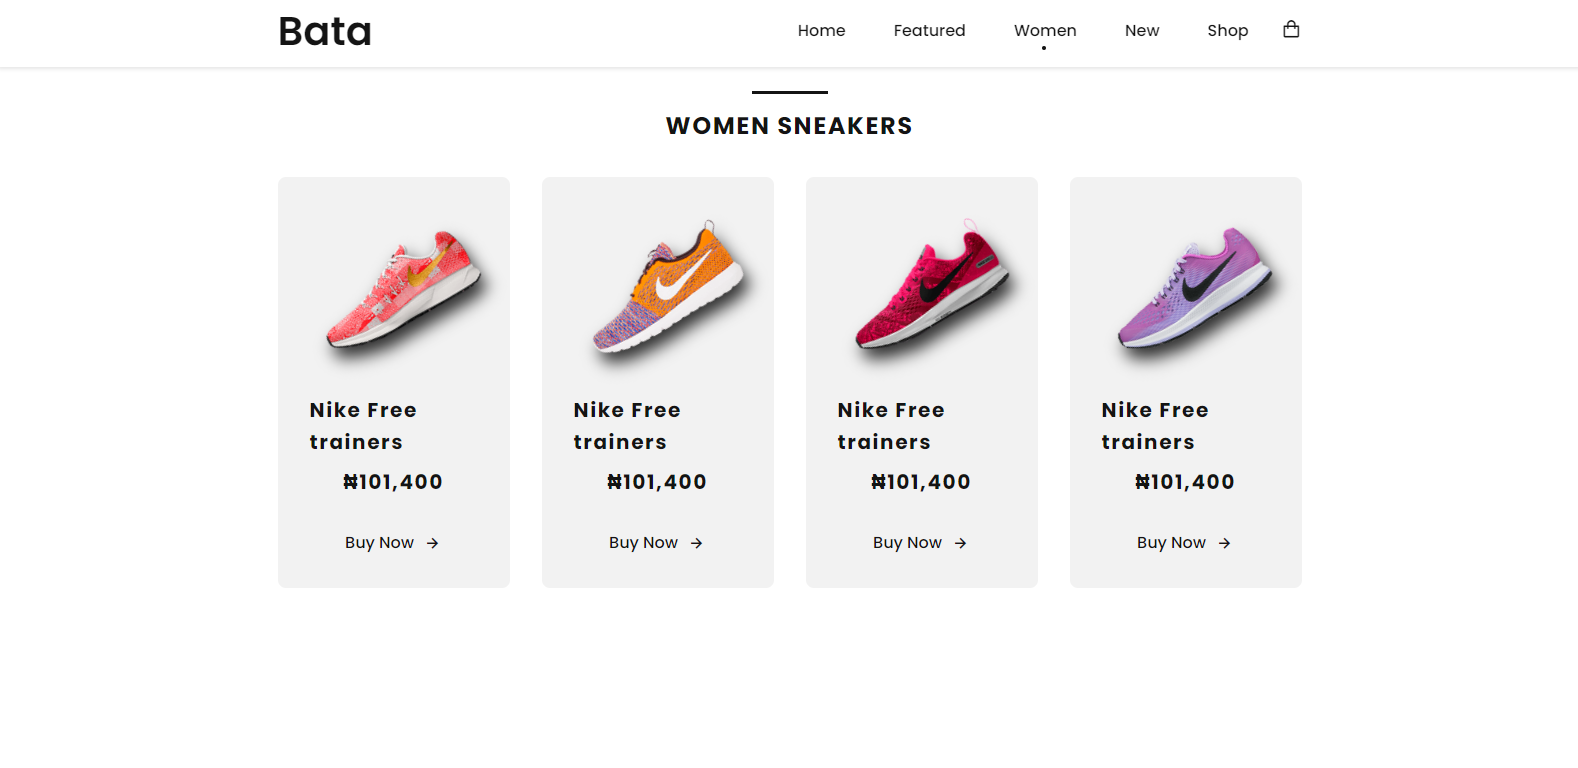 Bata
Home Featured Women New Shop
WOMEN SNEAKERS
Nike Free
trainers
₦101,400
Buy Now →
Nike Free
trainers
₦101,400
Buy Now →
Nike Free
trainers
₦101,400
Buy Now →
Nike Free
trainers
₦101,400
Buy Now →